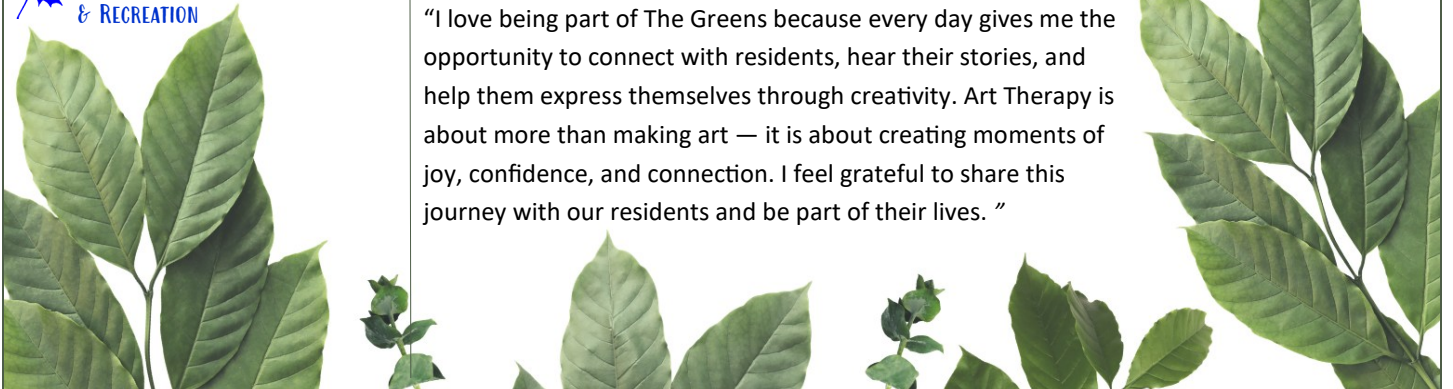 & Recreation
“I love being part of The Greens because every day gives me the
opportunity to connect with residents, hear their stories, and
help them express themselves through creativity. Art Therapy is
about more than making art — it is about creating moments of
joy, confidence, and connection. I feel grateful to share this
journey with our residents and be part of their lives. ”